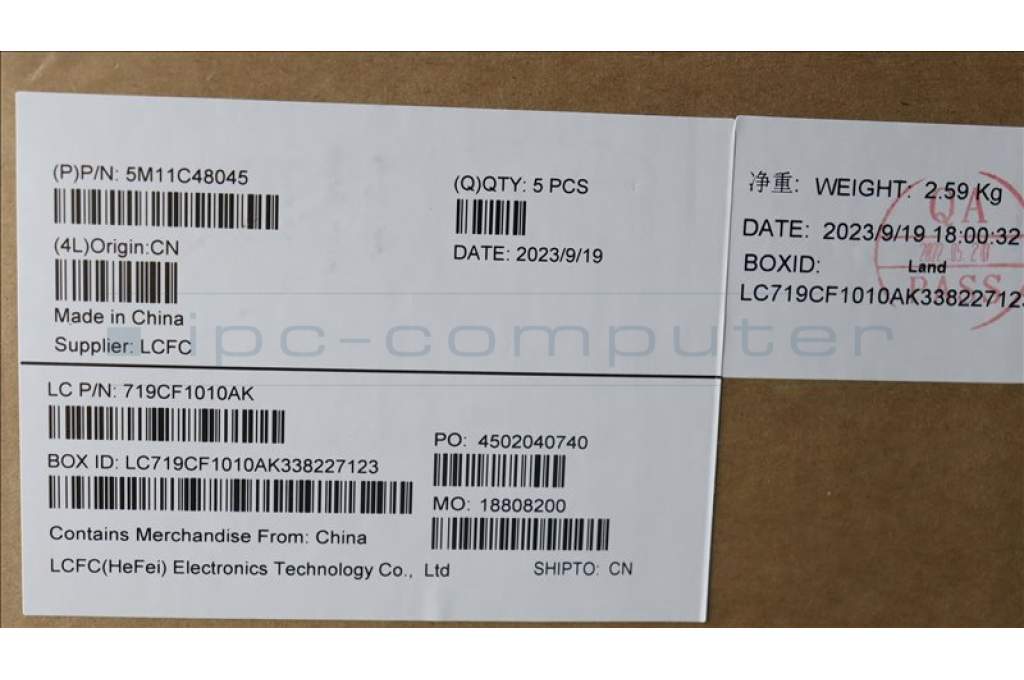 (P)P/N: 5M11C48045
(4L)Origin:CN
Made in China
Supplier: LCFC
(Q)QTY: 5 PCS
DATE: 2023/9/19
LC P/N: 719CF1010AK
BOX ID: LC719CF1010AK338227123
Contains Merchandise From: China
LCFC(HeFei) Electronics Technology Co., Ltd
PO: 4502040740
MO: 18808200
SHIPTO: CN
净重: WEIGHT: 2.59 Kg
DATE: 2023/9/19 18:00:32
BOXID: Land
LC719CF1010AK338227123
QA
PASS
ipc-computer